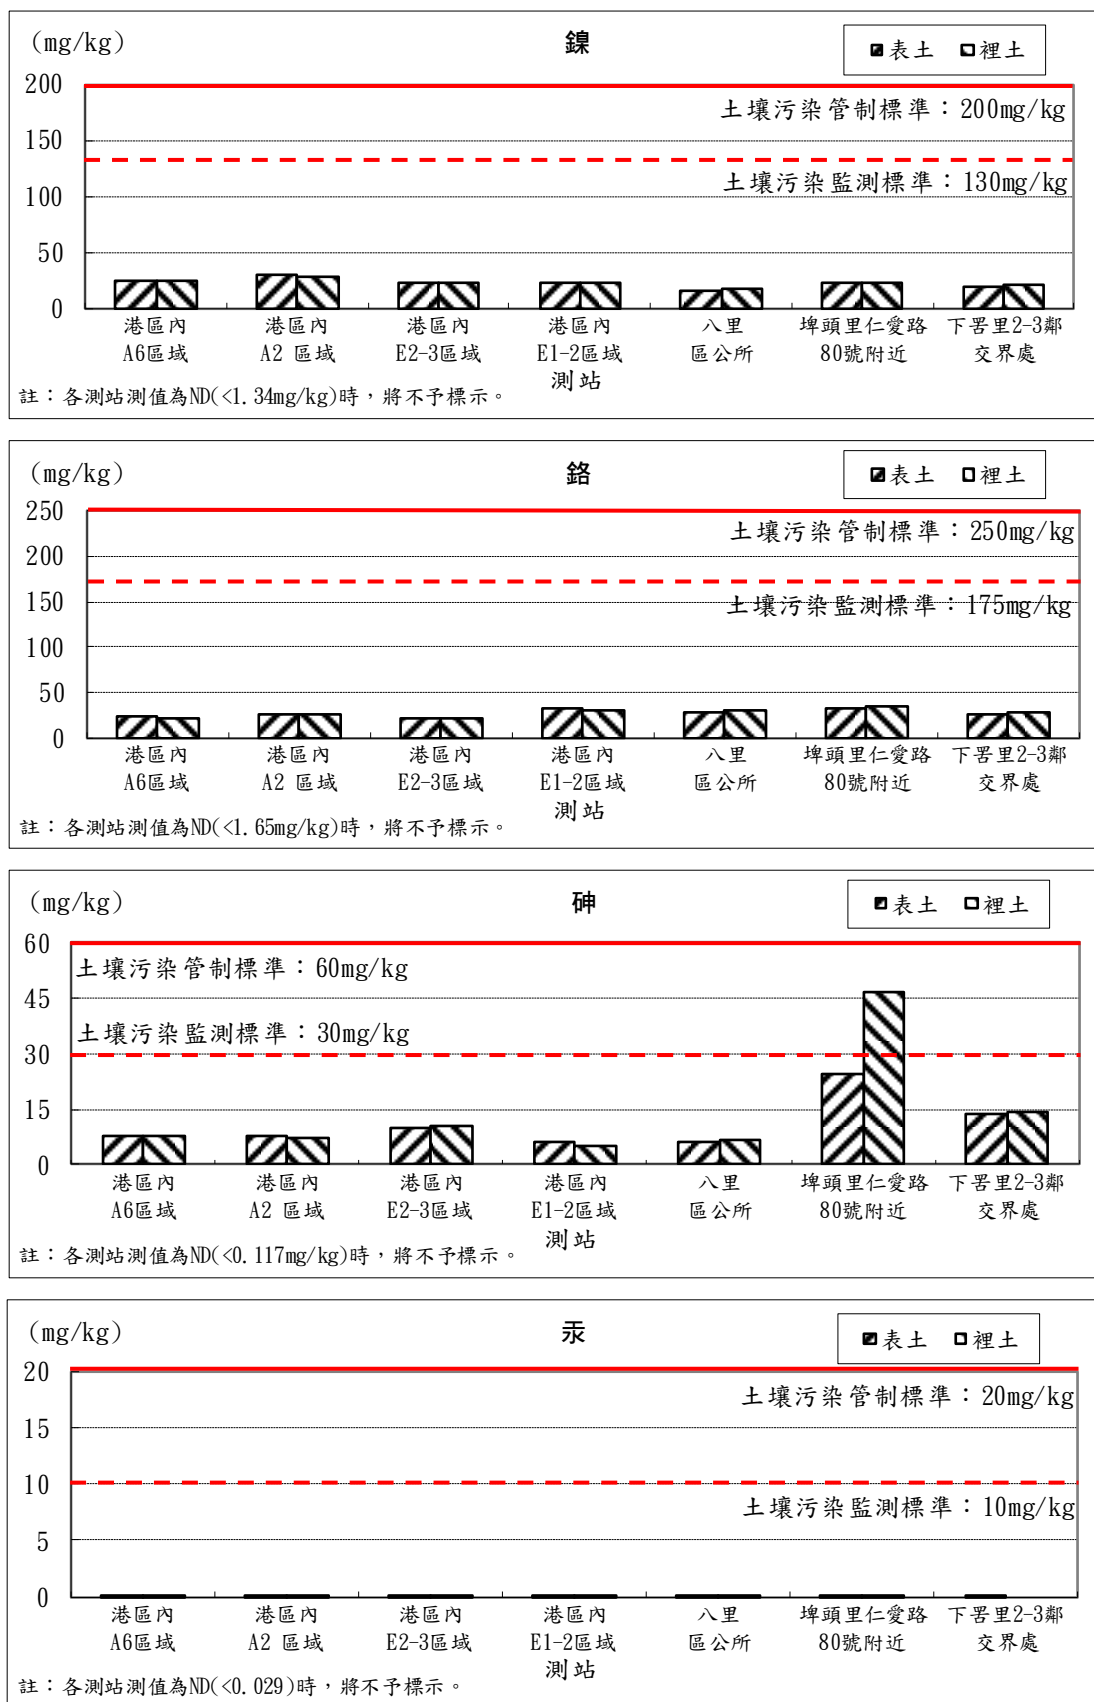 (mg/kg)
鎳
表土 裡土
200
150
100
50
0
土壤污染管制標準：200mg/kg
土壤污染監測標準：130mg/kg
港區內 港區內 港區內 港區內 八里 埤頭里仁愛路 下罟里2-3鄰
A6區域 A2 區域 E2-3區域 E1-2區域 區公所 80號附近 交界處
測站
註：各測站測值為ND(<1.34mg/kg)時，將不予標示。
(mg/kg)
鉻
表土 裡土
250
200
150
100
50
0
土壤污染管制標準：250mg/kg
土壤污染監測標準：175mg/kg
港區內 港區內 港區內 港區內 八里 埤頭里仁愛路 下罟里2-3鄰
A6區域 A2 區域 E2-3區域 E1-2區域 區公所 80號附近 交界處
測站
註：各測站測值為ND(<1.65mg/kg)時，將不予標示。
(mg/kg)
砷
表土 裡土
60
45
30
15
0
土壤污染管制標準：60mg/kg
土壤污染監測標準：30mg/kg
港區內 港區內 港區內 港區內 八里 埤頭里仁愛路 下罟里2-3鄰
A6區域 A2 區域 E2-3區域 E1-2區域 區公所 80號附近 交界處
測站
註：各測站測值為ND(<0.117mg/kg)時，將不予標示。
(mg/kg)
汞
表土 裡土
20
15
10
5
0
土壤污染管制標準：20mg/kg
土壤污染監測標準：10mg/kg
港區內 港區內 港區內 港區內 八里 埤頭里仁愛路 下罟里2-3鄰
A6區域 A2 區域 E2-3區域 E1-2區域 區公所 80號附近 交界處
測站
註：各測站測值為ND(<0.029)時，將不予標示。